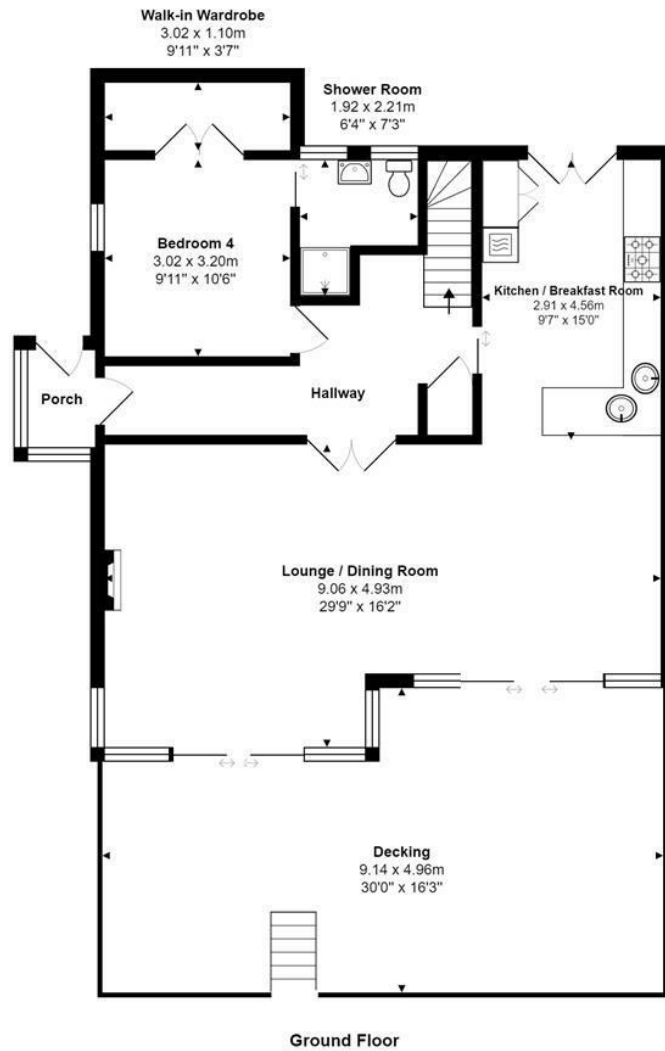 Walk-in Wardrobe
3.02 x 1.10m
9'11" x 3'7"
Shower Room
1.92 x 2.21m
6'4" x 7'3"
Bedroom 4
3.02 x 3.20m
9'11" x 10'6"
Kitchen / Breakfast Room
2.91 x 4.56m
9'7" x 15'0"
Porch
Hallway
Lounge / Dining Room
9.06 x 4.93m
29'9" x 16'2"
Decking
9.14 x 4.96m
30'0" x 16'3"
Ground Floor